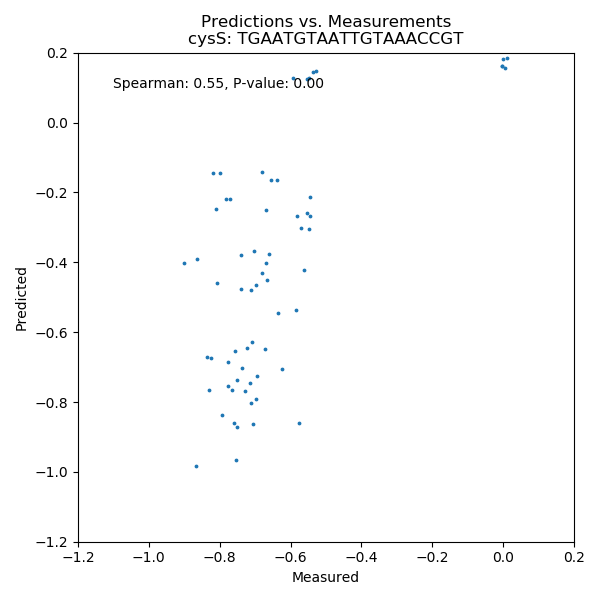 Predictions vs. Measurements
cysS: TGAATGTAATTGTAAACCGT
Spearman: 0.55, P-value: 0.00
0.2
0.0
−0.2
−0.4
−0.6
−0.8
−1.0
−1.2
Predicted
−1.2 −1.0 −0.8 −0.6 −0.4 −0.2 0.0 0.2
Measured